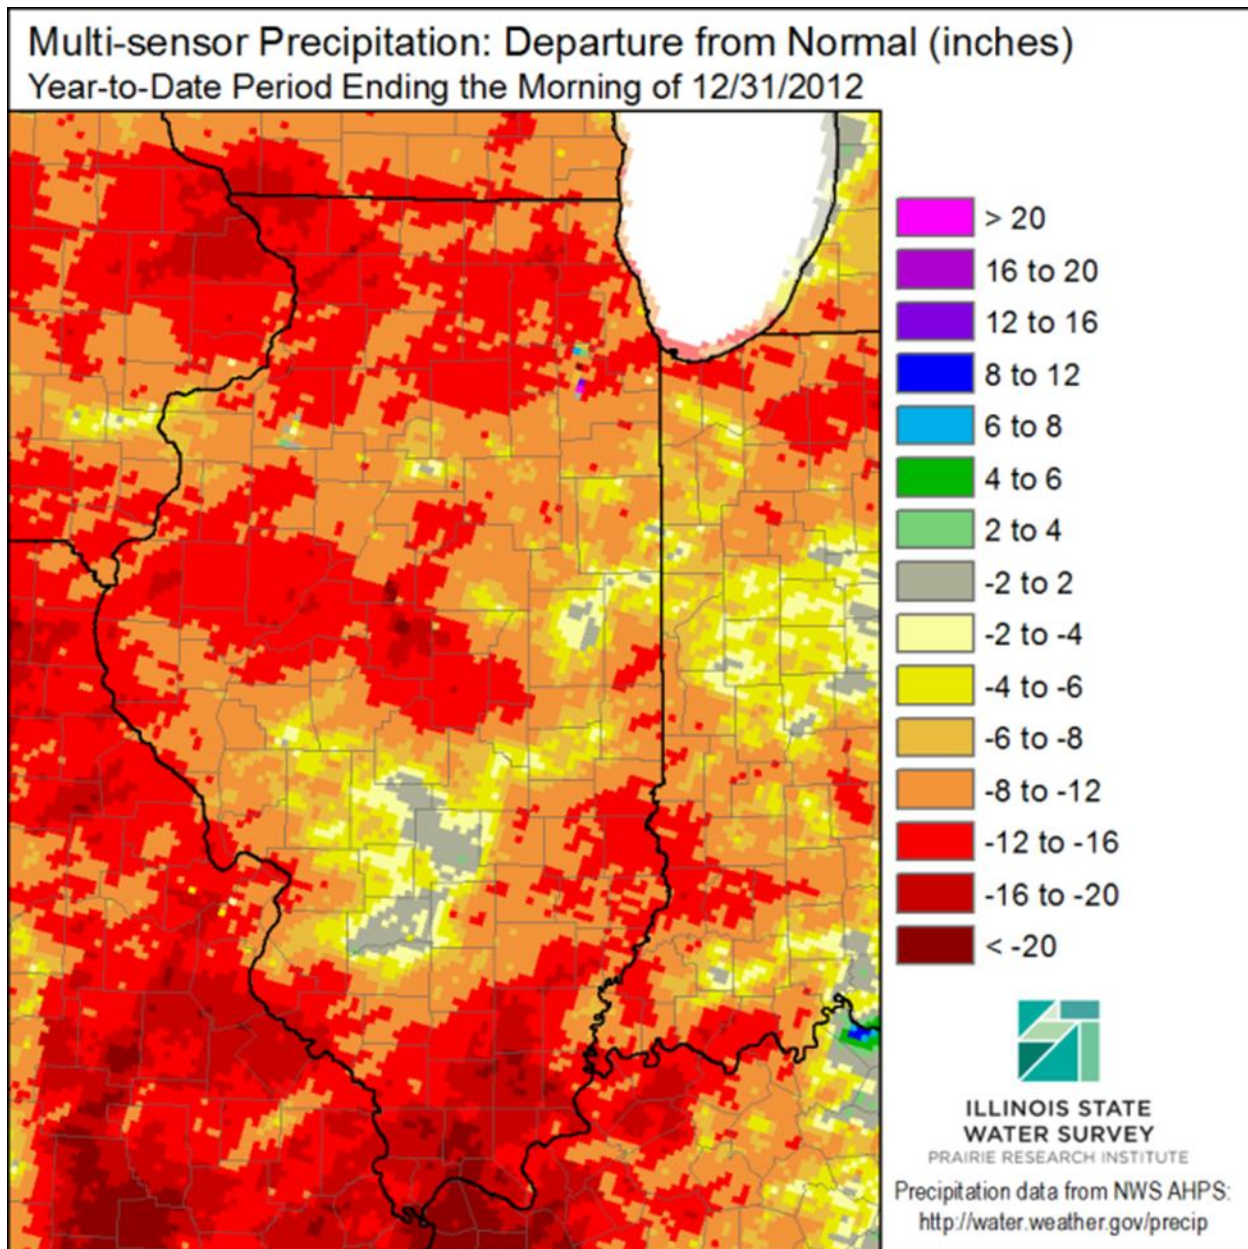 Multi-sensor Precipitation: Departure from Normal (inches)
Year-to-Date Period Ending the Morning of 12/31/2012
> 20
16 to 20
12 to 16
8 to 12
6 to 8
4 to 6
2 to 4
-2 to 2
-2 to -4
-4 to -6
-6 to -8
-8 to -12
-12 to -16
-16 to -20
< -20
ILLINOIS STATE
WATER SURVEY
PRAIRIE RESEARCH INSTITUTE
Precipitation data from NWS AHPS:
http://water.weather.gov/precip